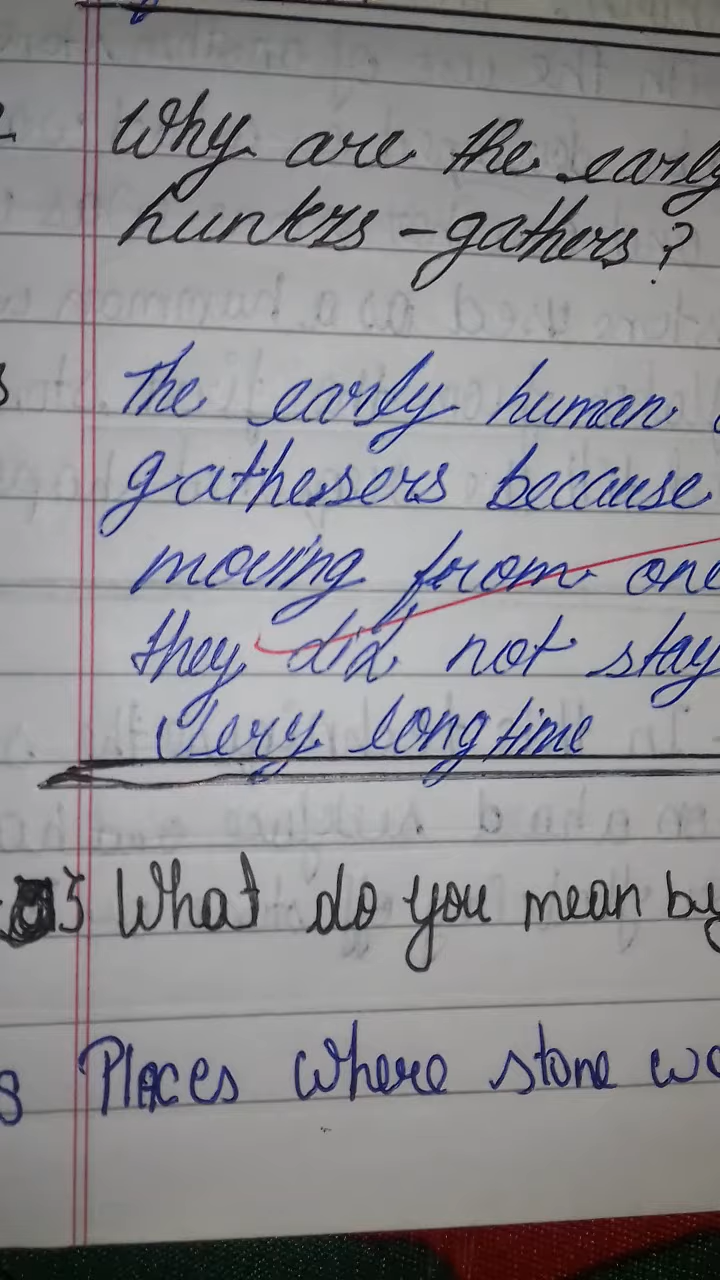 Why are the early
hunters - gathers?
The early human
gatherers because
moving from one
they did not stay
very long time
5 What do you mean by
Places where stone